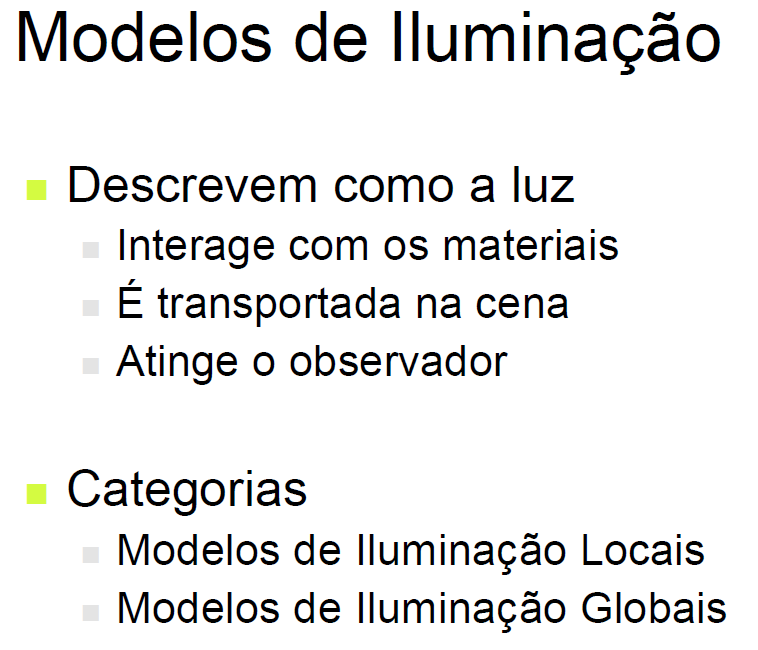 Modelos de Iluminação
Descrevem como a luz
Interage com os materiais
É transportada na cena
Atinge o observador
Categorias
Modelos de Iluminação Locais
Modelos de Iluminação Globais